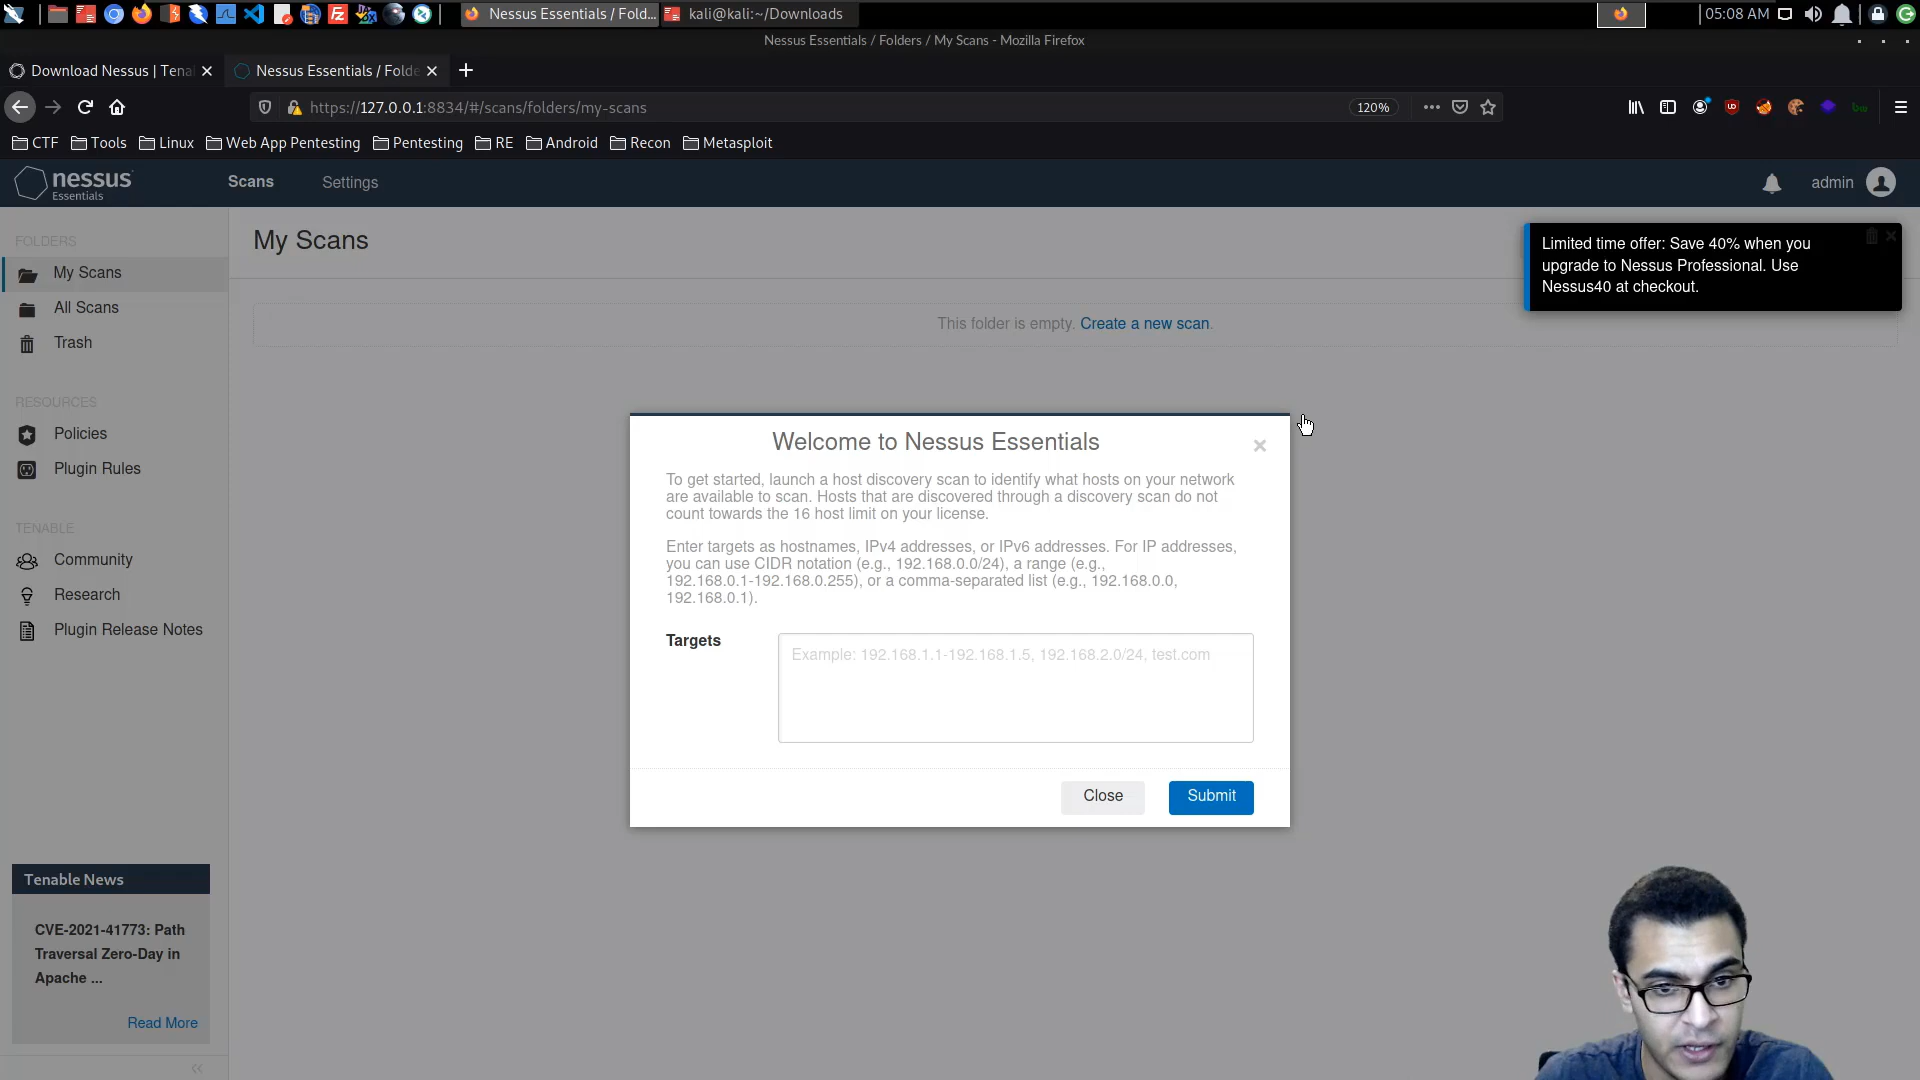 Nessus Essentials / Fold...
kali@kali:~/Downloads
05:08 AM
Nessus Essentials / Folders / My Scans - Mozilla Firefox
Download Nessus | Tena
Nessus Essentials / Folde
https://127.0.0.1:8834/#/scans/folders/my-scans
120%
CTF
Tools
Linux
Web App Pentesting
Pentesting
RE
Android
Recon
Metasploit
nessus
Essentials
Scans
Settings
admin
FOLDERS
My Scans
All Scans
Trash
RESOURCES
Policies
Plugin Rules
TENABLE
Community
Research
Plugin Release Notes
Tenable News
CVE-2021-41773: Path
Traversal Zero-Day in
Apache ...
Read More
My Scans
This folder is empty. Create a new scan.
Limited time offer: Save 40% when you
upgrade to Nessus Professional. Use
Nessus40 at checkout.
Welcome to Nessus Essentials
To get started, launch a host discovery scan to identify what hosts on your network
are available to scan. Hosts that are discovered through a discovery scan do not
count towards the 16 host limit on your license.
Enter targets as hostnames, IPv4 addresses, or IPv6 addresses. For IP addresses,
you can use CIDR notation (e.g., 192.168.0.0/24), a range (e.g.,
192.168.0.1-192.168.0.255), or a comma-separated list (e.g., 192.168.0.0,
192.168.0.1).
Targets
Example: 192.168.1.1-192.168.1.5, 192.168.2.0/24, test.com
Close
Submit